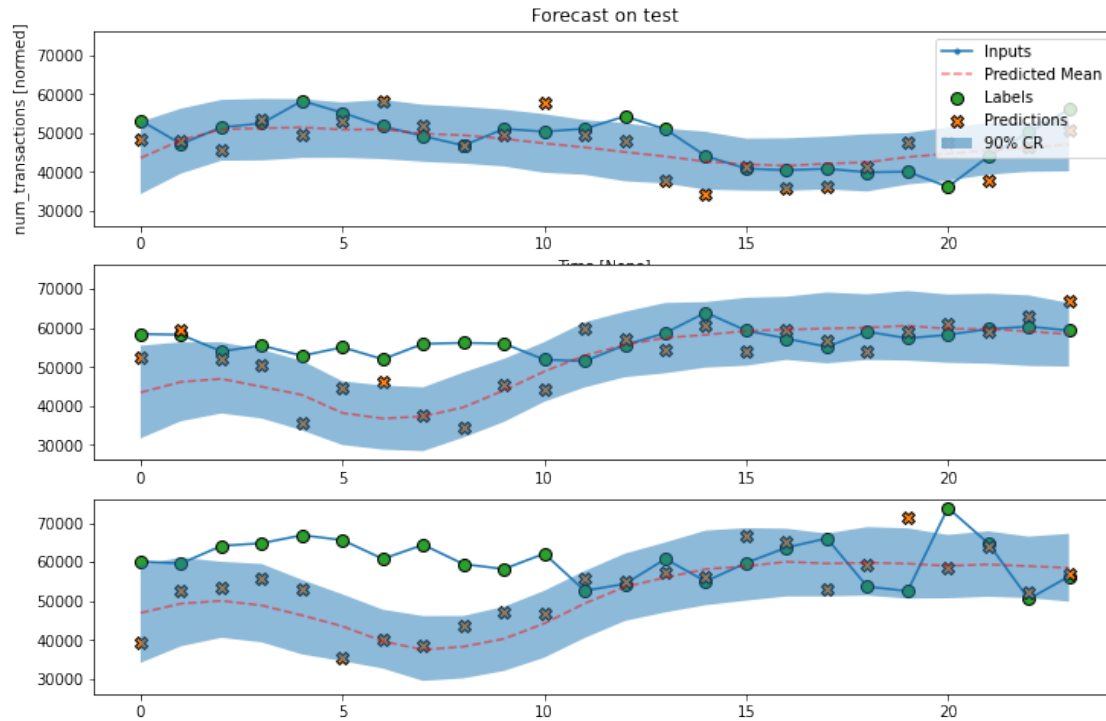 Forecast on test
num_transactions [normed]
70000
60000
50000
40000
30000
Inputs
Predicted Mean
Labels
Predictions
90% CR
0 5 10 15 20
Time [None]
70000
60000
50000
40000
30000
0 5 10 15 20
70000
60000
50000
40000
30000
0 5 10 15 20